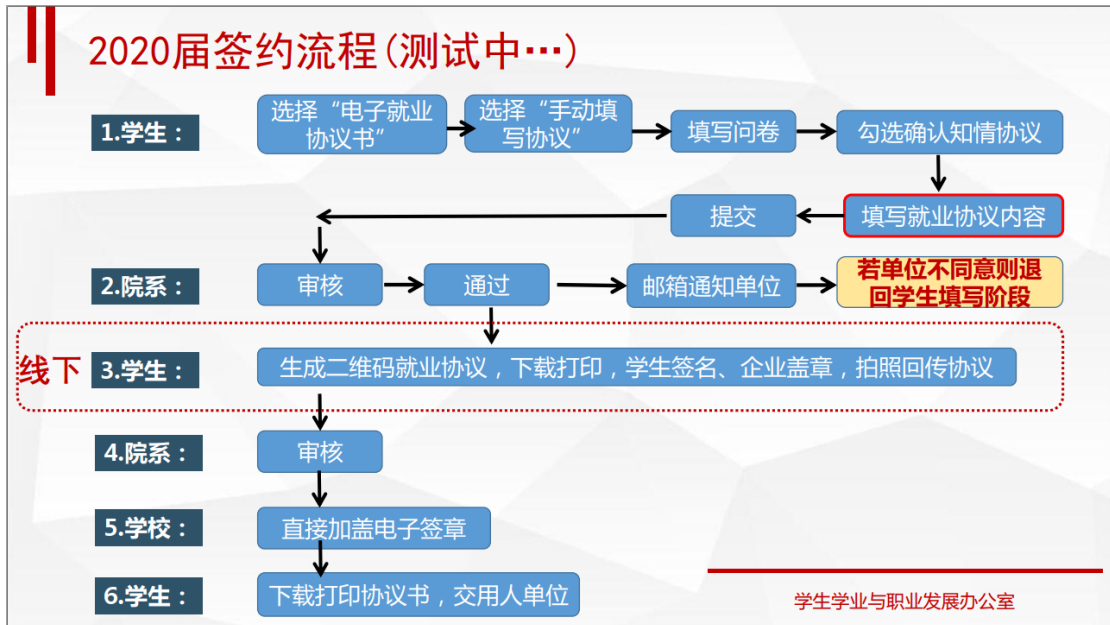 2020届签约流程(测试中…)
1.学生：
选择“电子就业
协议书”
选择“手动填
写协议”
填写问卷
勾选确认知情协议
提交
填写就业协议内容
2.院系：
审核
通过
邮箱通知单位
若单位不同意则退
回学生填写阶段
线下
3.学生：
生成二维码就业协议，下载打印，学生签名、企业盖章，拍照回传协议
4.院系：
审核
5.学校：
直接加盖电子签章
6.学生：
下载打印协议书，交用人单位
学生学业与职业发展办公室